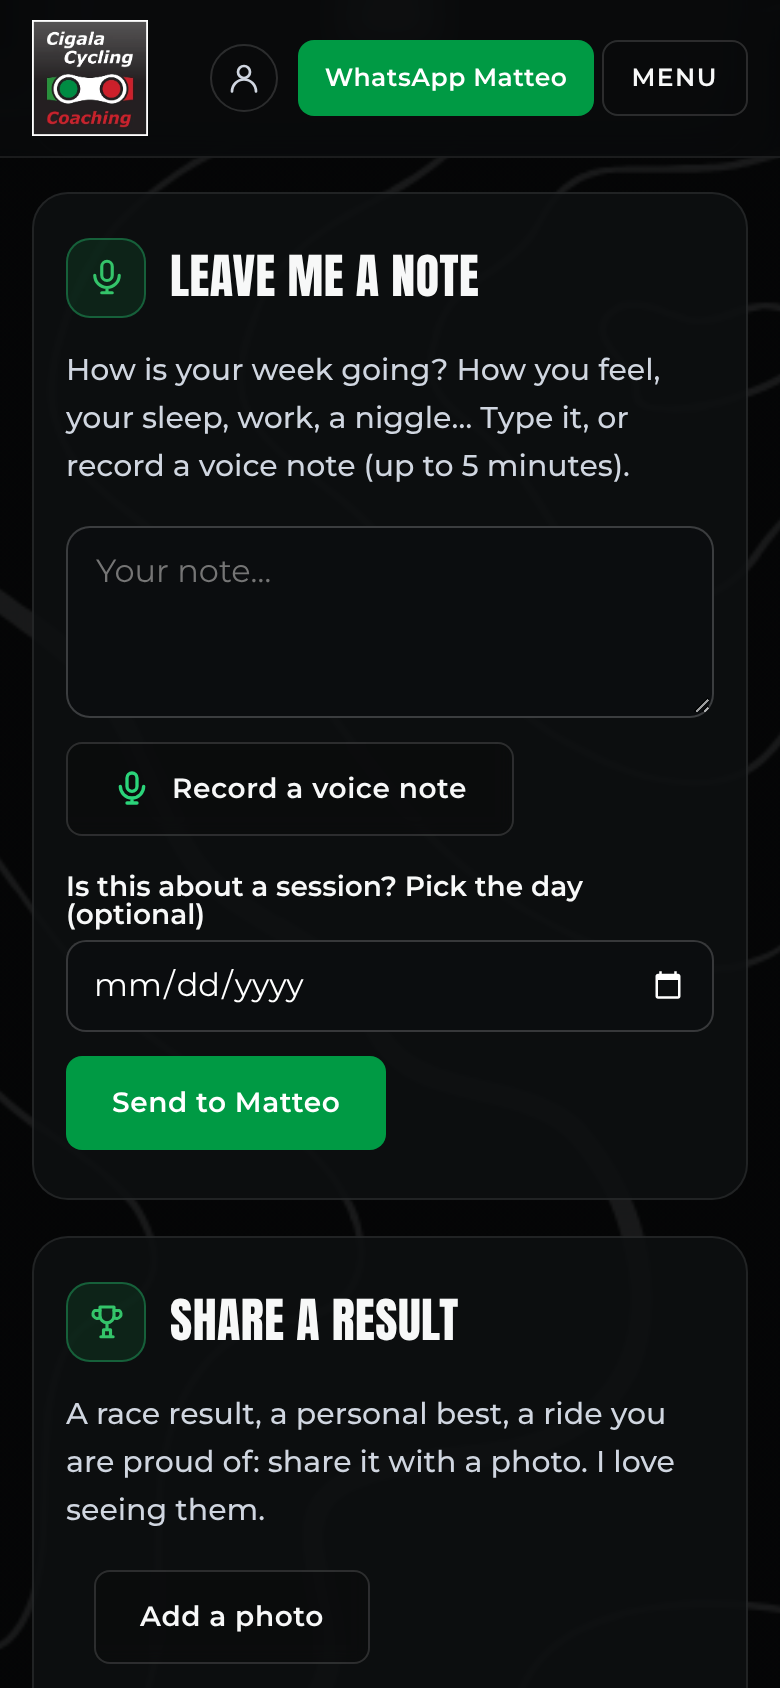 Cigala
Cycling
Coaching
WhatsApp Matteo
MENU
LEAVE ME A NOTE
How is your week going? How you feel,
your sleep, work, a niggle... Type it, or
record a voice note (up to 5 minutes).
Your note...
Record a voice note
Is this about a session? Pick the day
(optional)
mm/dd/yyyy
Send to Matteo
SHARE A RESULT
A race result, a personal best, a ride you
are proud of: share it with a photo. I love
seeing them.
Add a photo